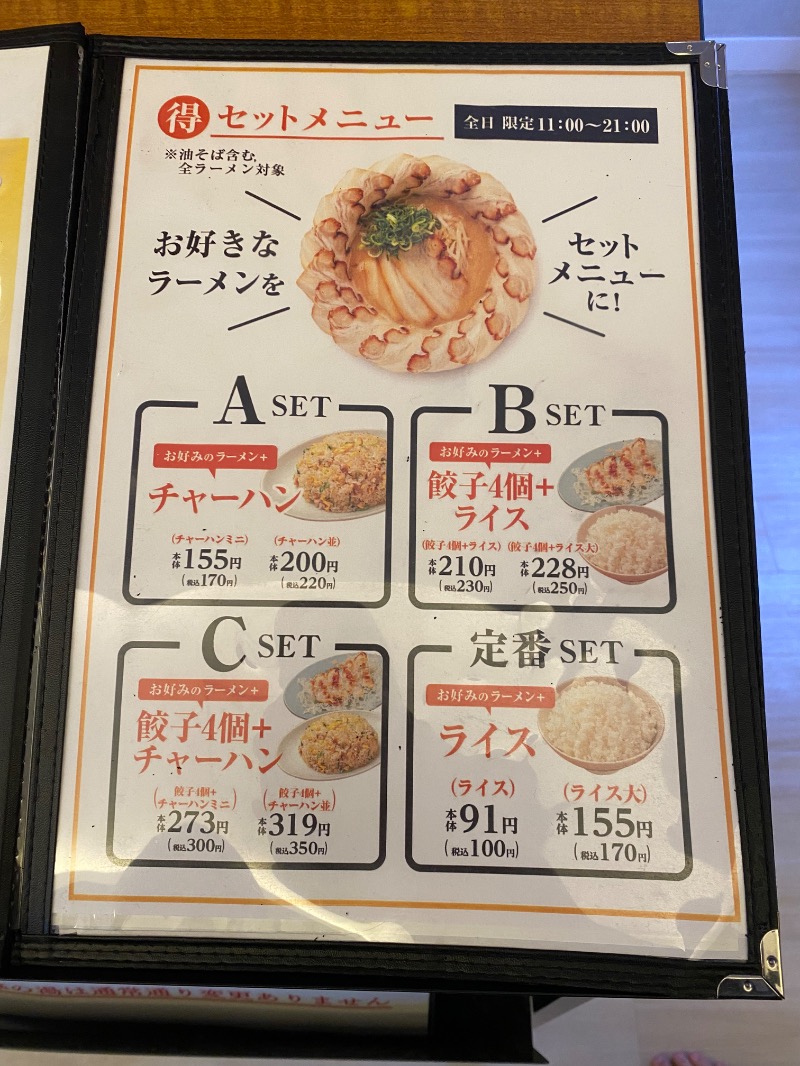 得 セットメニュー
全日 限定 11:00〜21:00
※油そば含む,
全ラーメン対象
お好きな
ラーメンを
セット
メニュー
に!
A SET
お好みのラーメン+
チャーハン
(チャーハンミニ)
本体155円
(税込170円)
(チャーハン並)
本体200円
(税込220円)
B SET
お好みのラーメン+
餃子4個+
ライス
(餃子4個+ライス)
本体210円
(税込230円)
(餃子4個+ライス大)
本体228円
(税込250円)
C SET
お好みのラーメン+
餃子4個+
チャーハン
(餃子4個+
チャーハンミニ)
本体273円
(税込300円)
(餃子4個+
チャーハン並)
本体319円
(税込350円)
定番 SET
お好みのラーメン+
ライス
(ライス)
本体91円
(税込100円)
(ライス大)
本体155円
(税込170円)
は通常通り変更ありません